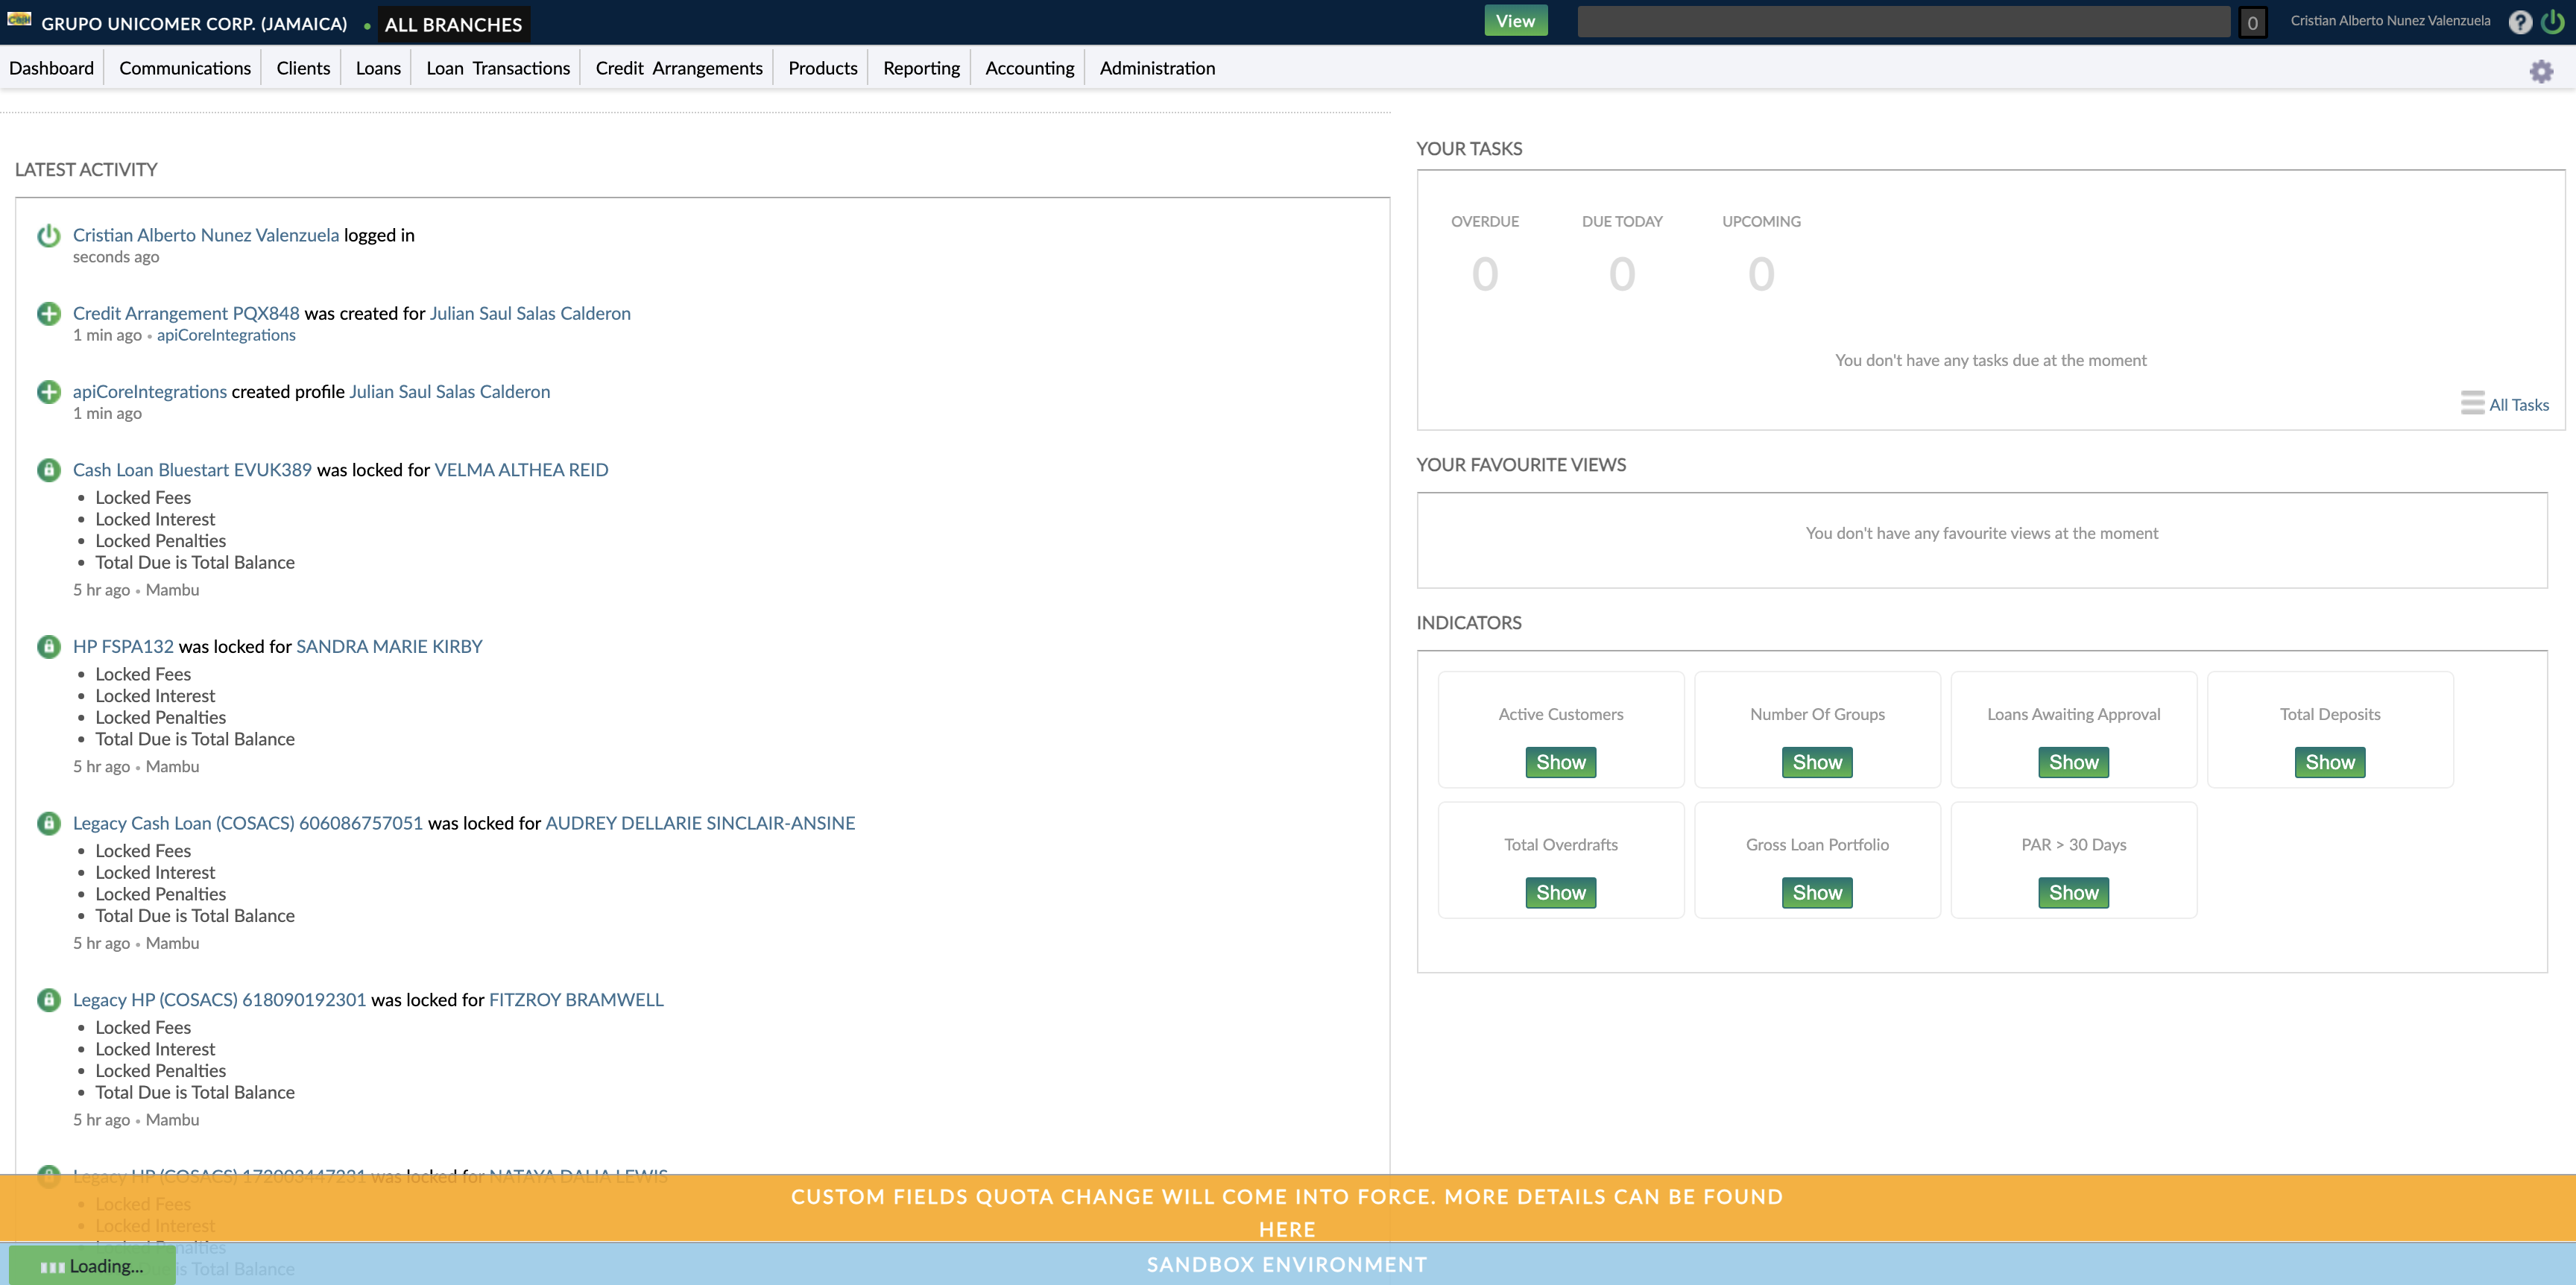 GRUPO UNICOMER CORP. (JAMAICA) • ALL BRANCHES
View
0
Cristian Alberto Nunez Valenzuela
Dashboard
Communications
Clients
Loans
Loan Transactions
Credit Arrangements
Products
Reporting
Accounting
Administration
LATEST ACTIVITY
Cristian Alberto Nunez Valenzuela logged in
seconds ago
Credit Arrangement PQX848 was created for Julian Saul Salas Calderon
1 min ago • apiCoreIntegrations
apiCoreIntegrations created profile Julian Saul Salas Calderon
1 min ago
Cash Loan Bluestart EVUK389 was locked for VELMA ALTHEA REID
• Locked Fees
• Locked Interest
• Locked Penalties
• Total Due is Total Balance
5 hr ago • Mambu
HP FSPA132 was locked for SANDRA MARIE KIRBY
• Locked Fees
• Locked Interest
• Locked Penalties
• Total Due is Total Balance
5 hr ago • Mambu
Legacy Cash Loan (COSACS) 606086757051 was locked for AUDREY DELLARIE SINCLAIR-ANSINE
• Locked Fees
• Locked Interest
• Locked Penalties
• Total Due is Total Balance
5 hr ago • Mambu
Legacy HP (COSACS) 618090192301 was locked for FITZROY BRAMWELL
• Locked Fees
• Locked Interest
• Locked Penalties
• Total Due is Total Balance
5 hr ago • Mambu
Legacy HP (COSACS) 172003447231 was locked for NATAYA DALIA LEWIS
• Locked Fees
• Locked Interest
Penalties
is Total Balance
YOUR TASKS
OVERDUE
DUE TODAY
UPCOMING
0
0
0
You don't have any tasks due at the moment
All Tasks
YOUR FAVOURITE VIEWS
You don't have any favourite views at the moment
INDICATORS
Active Customers
Show
Number Of Groups
Show
Loans Awaiting Approval
Show
Total Deposits
Show
Total Overdrafts
Show
Gross Loan Portfolio
Show
PAR > 30 Days
Show
CUSTOM FIELDS QUOTA CHANGE WILL COME INTO FORCE. MORE DETAILS CAN BE FOUND
HERE
Loading...
SANDBOX ENVIRONMENT